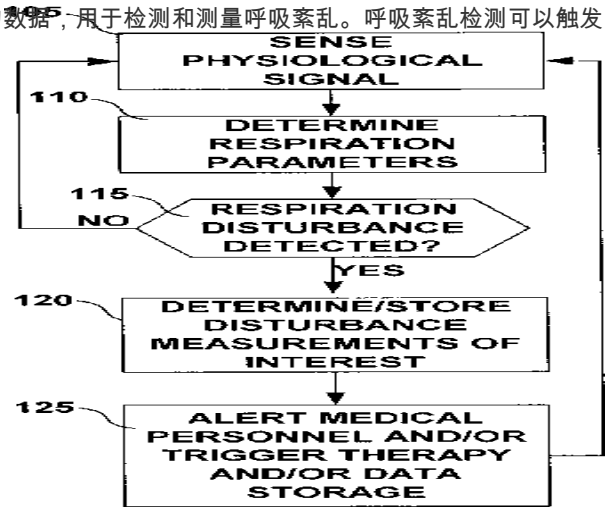 数据，用于检测和测量呼吸紊乱。呼吸紊乱检测可以触发
SENSE
PHYSIOLOGICAL
SIGNAL
110
DETERMINE
RESPIRATION
PARAMETERS
115
NO
RESPIRATION
DISTURBANCE
DETECTED?
YES
120
DETERMINE/STORE
DISTURBANCE
MEASUREMENTS OF
INTEREST
125
ALERT MEDICAL
PERSONNEL AND/OR
TRIGGER THERAPY
AND/OR DATA
STORAGE